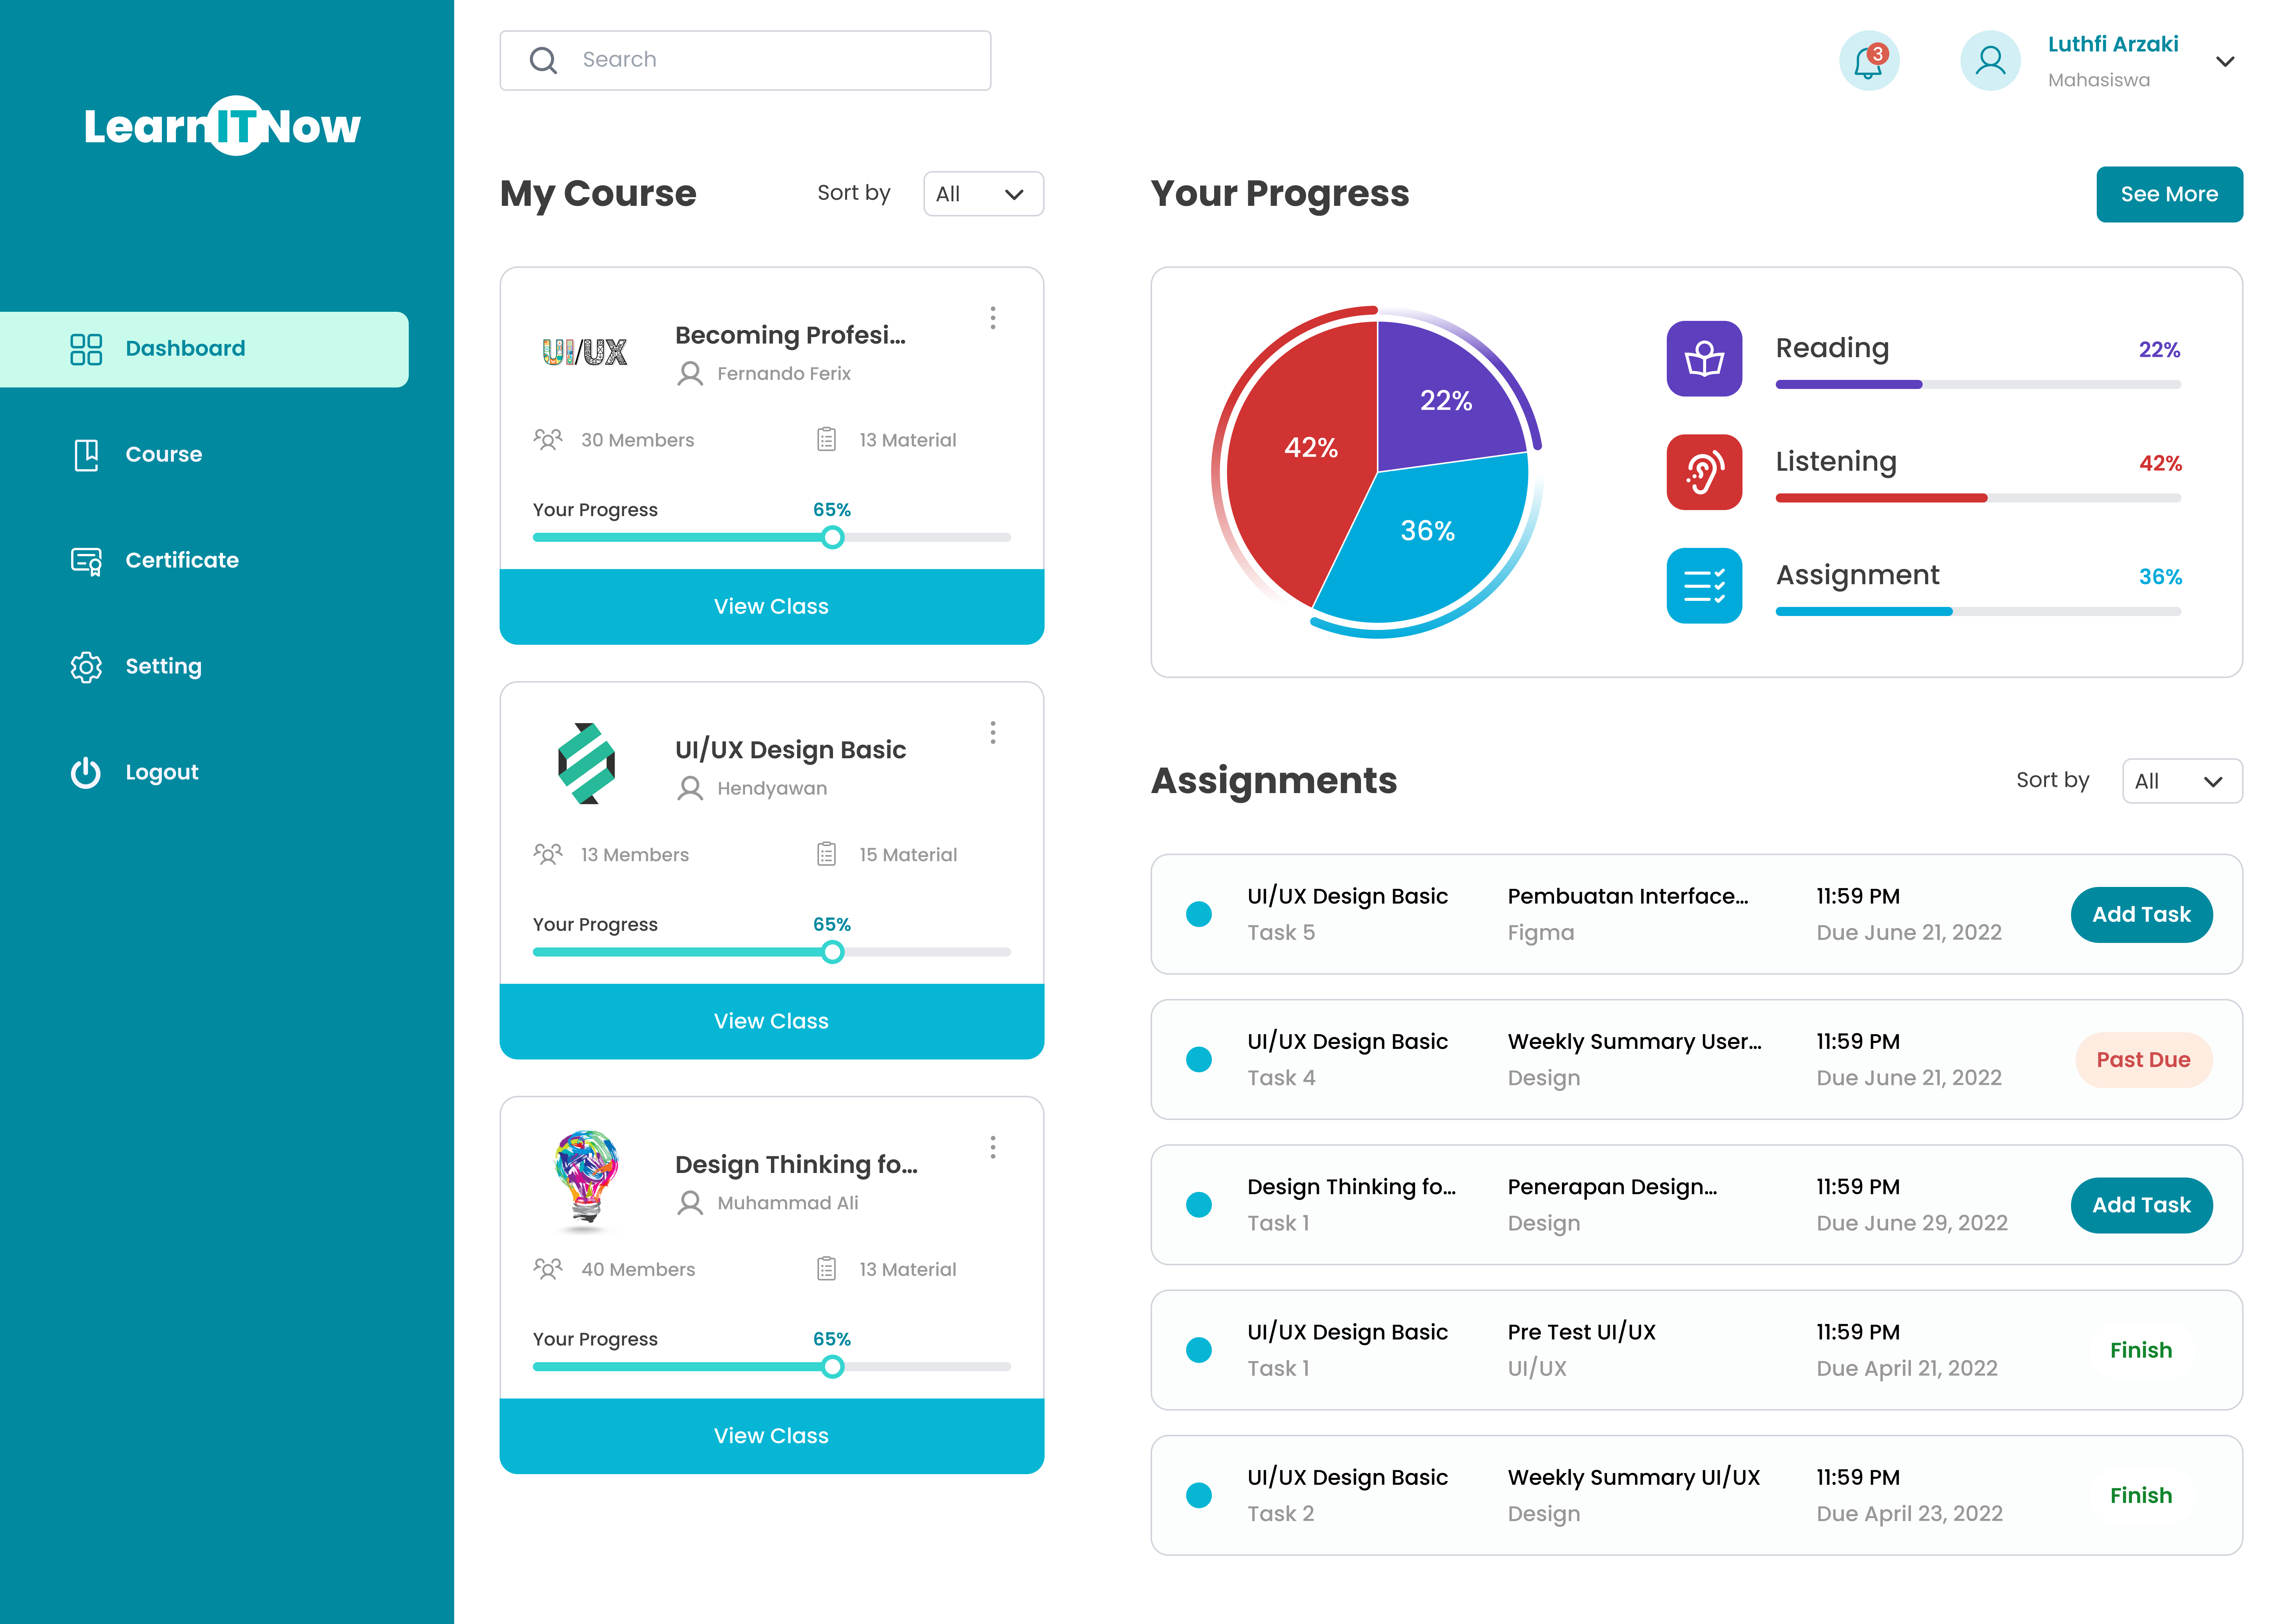 LearnITNow
Dashboard
Course
Certificate
Setting
Logout
Search
3
Luthfi Arzaki
Mahasiswa
My Course
Sort by
All
UI/UX
Becoming Profesi...
Fernando Ferix
30 Members
13 Material
Your Progress
65%
View Class
UI/UX Design Basic
Hendyawan
13 Members
15 Material
Your Progress
65%
View Class
Design Thinking fo...
Muhammad Ali
40 Members
13 Material
Your Progress
65%
View Class
Your Progress
See More
42%
22%
36%
Reading
22%
Listening
42%
Assignment
36%
Assignments
Sort by
All
UI/UX Design Basic
Task 5
Pembuatan Interface...
Figma
11:59 PM
Due June 21, 2022
Add Task
UI/UX Design Basic
Task 4
Weekly Summary User...
Design
11:59 PM
Due June 21, 2022
Past Due
Design Thinking fo...
Task 1
Penerapan Design...
Design
11:59 PM
Due June 29, 2022
Add Task
UI/UX Design Basic
Task 1
Pre Test UI/UX
UI/UX
11:59 PM
Due April 21, 2022
Finish
UI/UX Design Basic
Task 2
Weekly Summary UI/UX
Design
11:59 PM
Due April 23, 2022
Finish